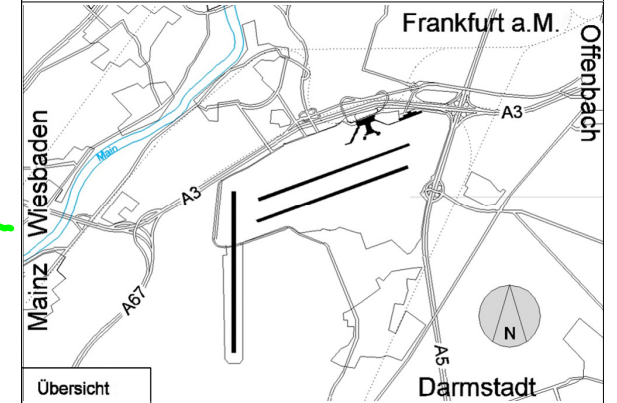 Frankfurt a.M.
Offenbach
A3
Main
Wiesbaden
A3
Mainz
A67
N
A5
Übersicht
Darmstadt